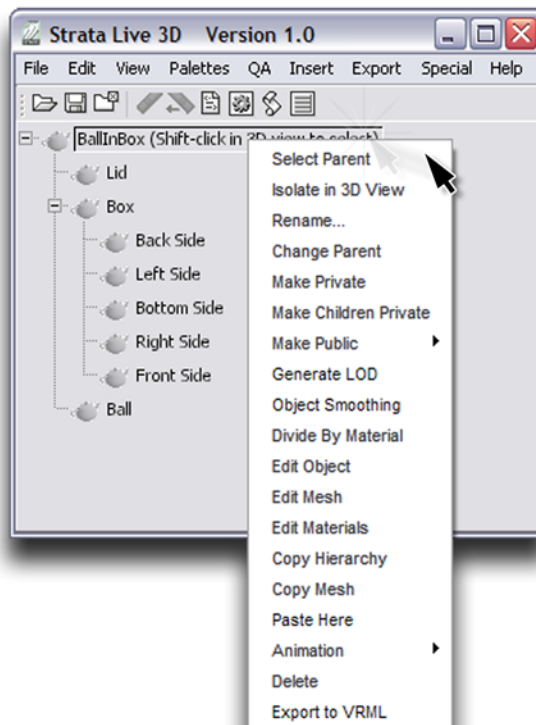 Strata Live 3D Version 1.0
File Edit View Palettes QA Insert Export Special Help
BallInBox (Shift-click in 3D view to select)
Lid
Box
Back Side
Left Side
Bottom Side
Right Side
Front Side
Ball
Select Parent
Isolate in 3D View
Rename...
Change Parent
Make Private
Make Children Private
Make Public
Generate LOD
Object Smoothing
Divide By Material
Edit Object
Edit Mesh
Edit Materials
Copy Hierarchy
Copy Mesh
Paste Here
Animation
Delete
Export to VRML